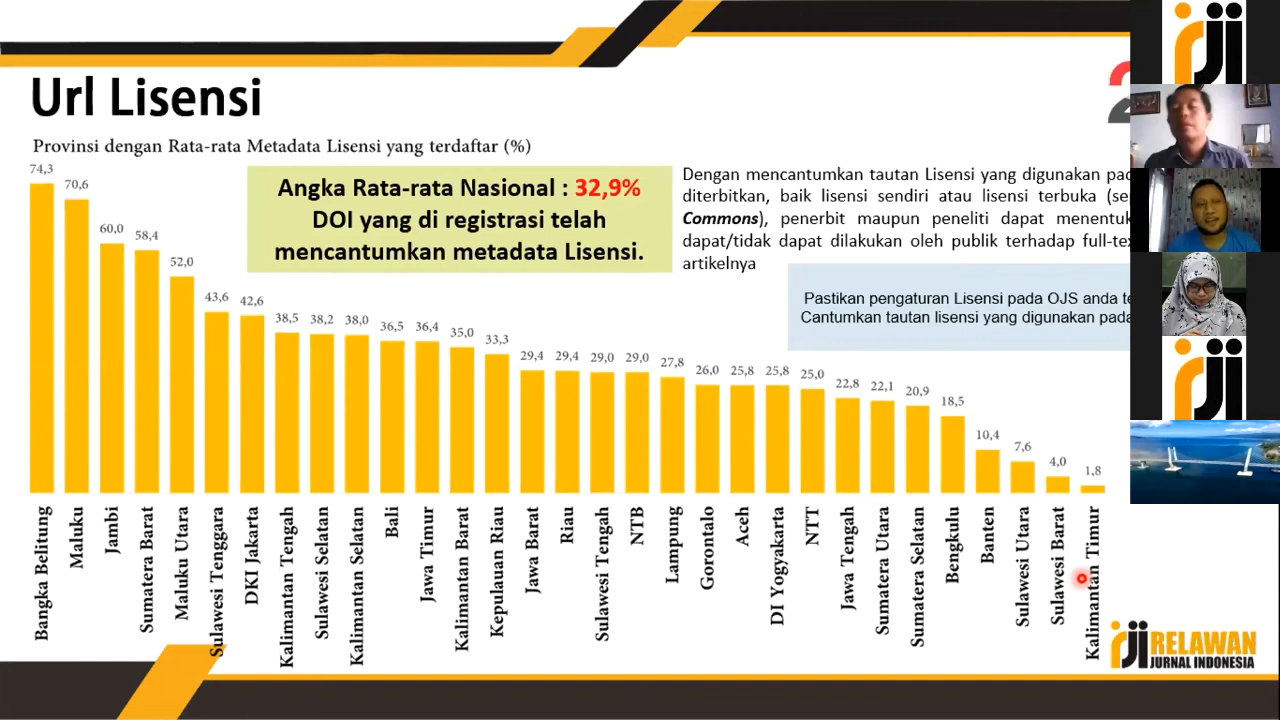 Url Lisensi
Provinsi dengan Rata-rata Metadata Lisensi yang terdaftar (%)
Angka Rata-rata Nasional : 32,9%
DOI yang di registrasi telah
mencantumkan metadata Lisensi.
Dengan mencantumkan tautan Lisensi yang digunakan
diterbitkan, baik lisensi sendiri atau lisensi terbuka
Commons), penerbit maupun peneliti dapat
dapat/tidak dapat dilakukan oleh publik terhadap
artikelnya
Pastikan pengaturan Lisensi pada OJS anda
Cantumkan tautan lisensi yang digunakan
74,3
70,6
60,0
58,4
52,0
43,6
42,6
38,5
38,2
38,0
36,5
36,4
35,0
33,3
29,4
29,4
29,0
29,0
27,8
26,0
25,8
25,8
25,0
22,8
22,1
20,9
18,5
10,4
7,6
4,0
1,8
Bangka Belitung
Maluku
Jambi
Sumatera Barat
Maluku Utara
Sulawesi Tenggara
DKI Jakarta
Kalimantan Tengah
Sulawesi Selatan
Kalimantan Selatan
Bali
Jawa Timur
Kalimantan Barat
Kepulauan Riau
Jawa Barat
Riau
Sulawesi Tengah
NTB
Lampung
Gorontalo
Aceh
DI Yogyakarta
NTT
Jawa Tengah
Sumatera Utara
Sumatera Selatan
Bengkulu
Banten
Sulawesi Utara
Sulawesi Barat
Kalimantan Timur
rji
rji
rji RELAWAN
JURNAL INDONESIA